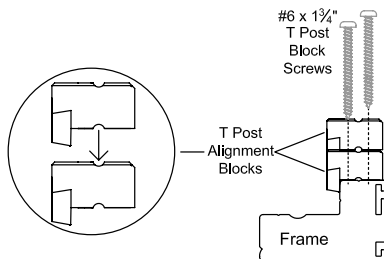 #6 x 1¾"
T Post
Block
Screws
T Post
Alignment
Blocks
Frame